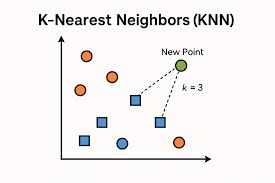 K-Nearest Neighbors (KNN)
New Point
k = 3